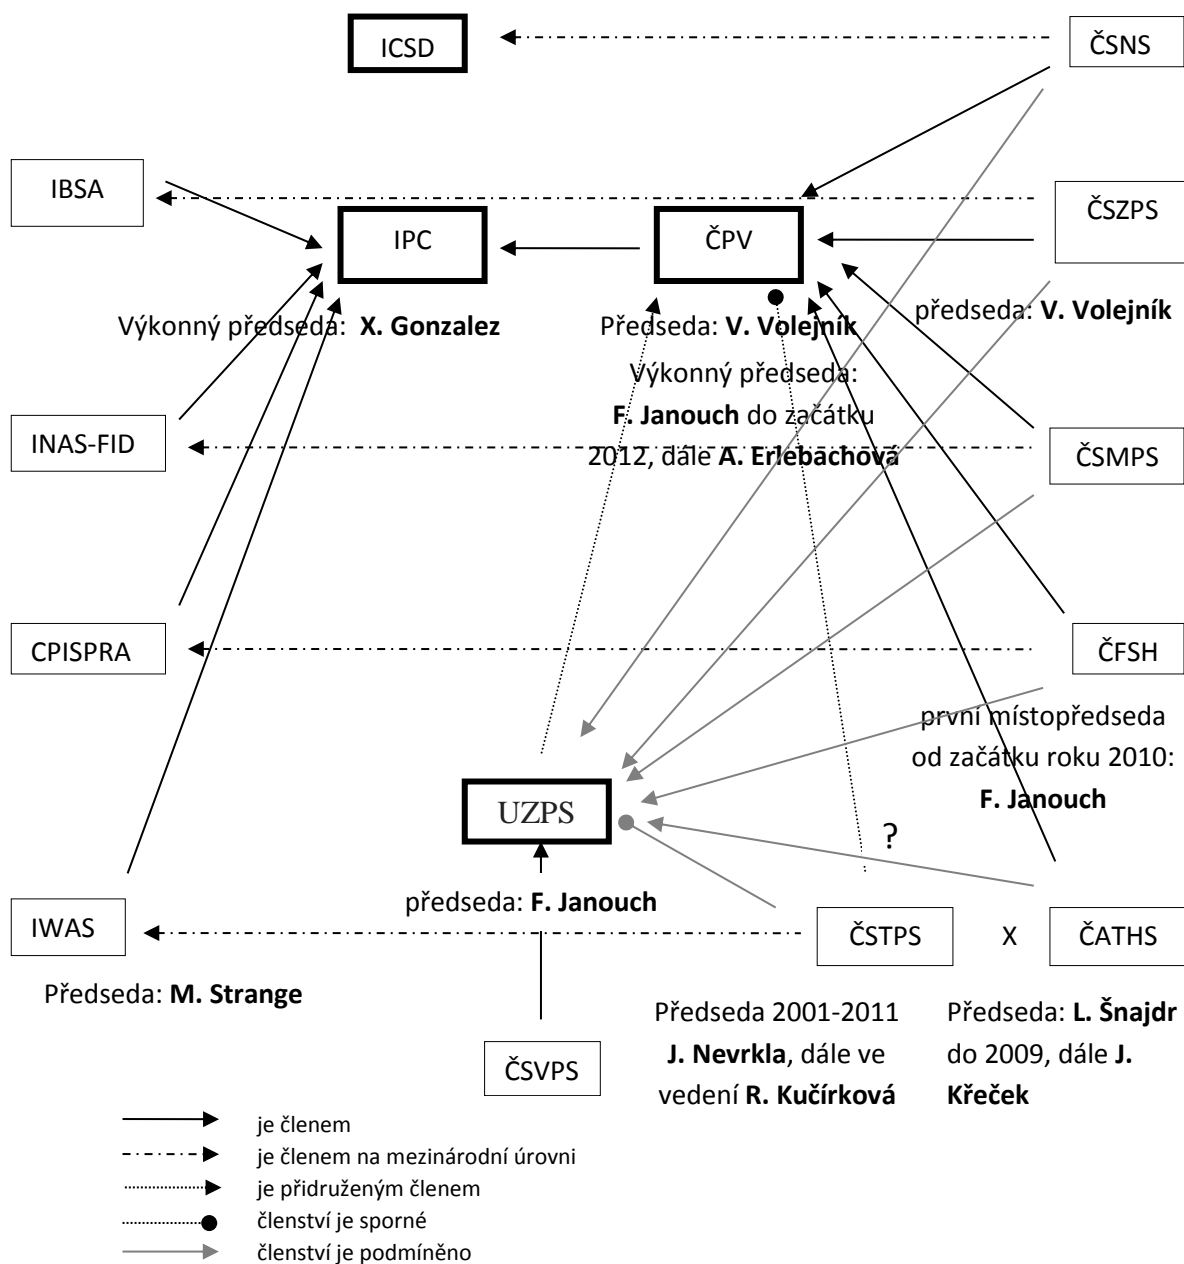 ICSD
ČSNS
IBSA
ČSZPS
IPC
ČPV
Výkonný předseda: X. Gonzalez
Předseda: V. Volejník
předseda: V. Volejník
Výkonný předseda:
F. Janouch do začátku
2012, dále A. Erlebachová
INAS-FID
ČSMPS
CPISPRA
ČFSH
první místopředseda
od začátku roku 2010:
F. Janouch
UZPS
?
předseda: F. Janouch
IWAS
ČSTPS
X
ČATHS
Předseda: M. Strange
Předseda 2001-2011
J. Nevrkla, dále ve
vedení R. Kučírková
Předseda: L. Šnajdr
do 2009, dále J.
Křeček
ČSVPS
je členem
je členem na mezinárodní úrovni
je přidruženým členem
členství je sporné
členství je podmíněno